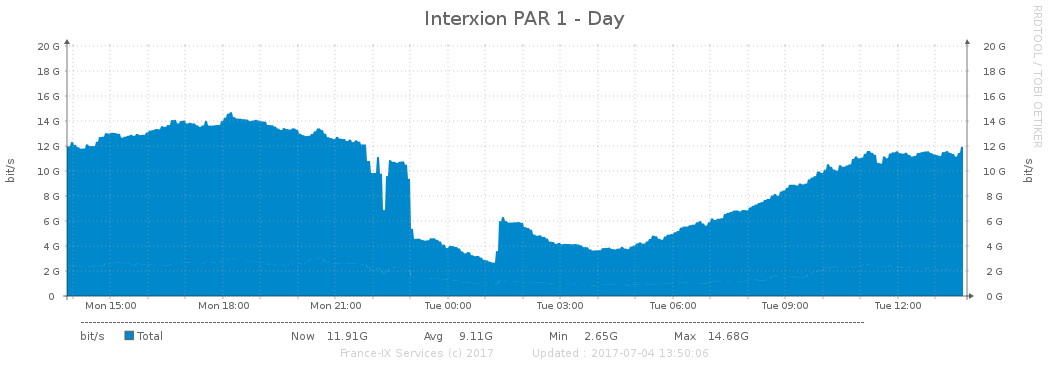 Interxion PAR 1 - Day
RRDTOOL / TOBI OETIKER
20 G 20 G
18 G 18 G
16 G 16 G
14 G 14 G
12 G 12 G
10 G 10 G
8 G 8 G
6 G 6 G
4 G 4 G
2 G 2 G
0 0 G
bit/s bit/s
Mon 15:00 Mon 18:00 Mon 21:00 Tue 00:00 Tue 03:00 Tue 06:00 Tue 09:00 Tue 12:00
bit/s Total Now 11.91G Avg 9.11G Min 2.65G Max 14.68G
France-IX Services (c) 2017 Updated : 2017-07-04 13:50:06